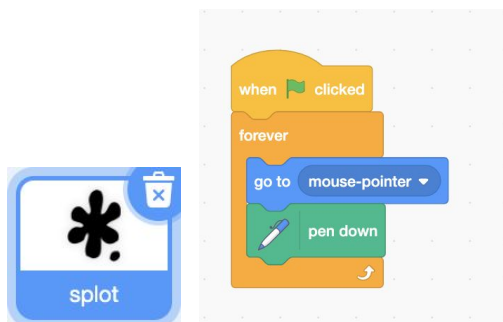 when clicked
forever
go to mouse-pointer
pen down
splot